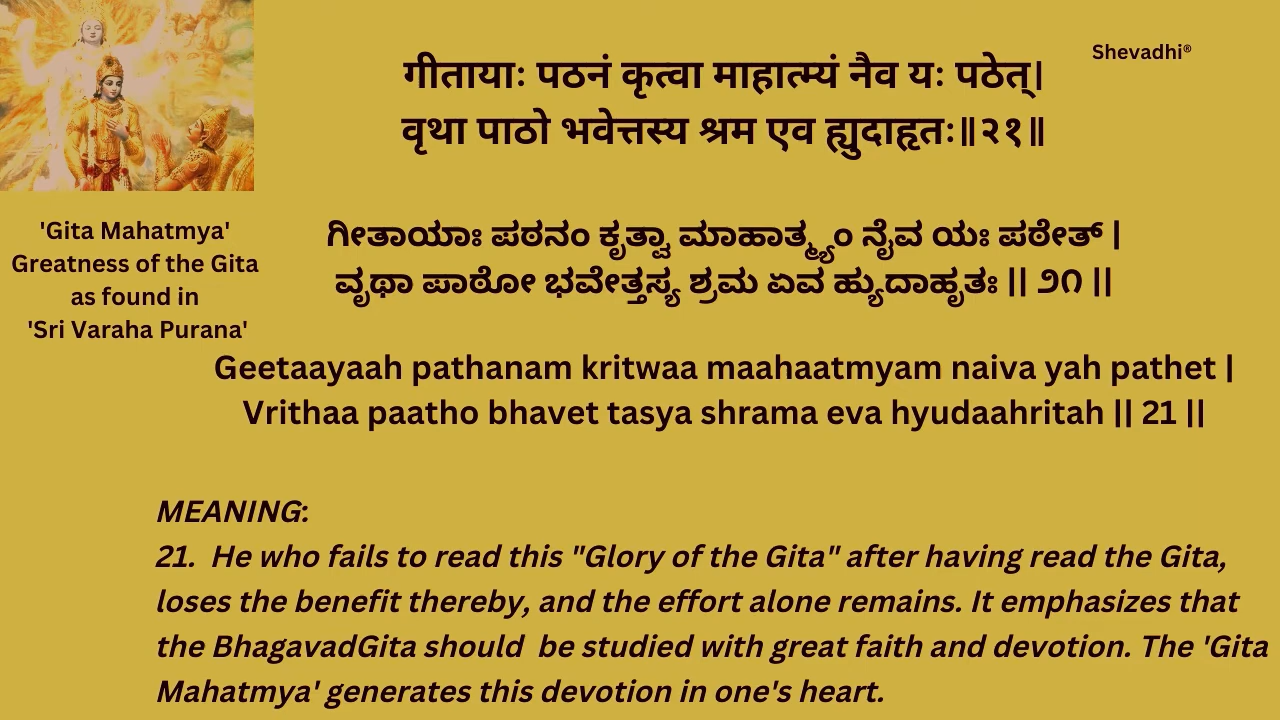 Shevadhi®
गीतायाः पठनं कृत्वा माहात्म्यं नैव यः पठेत्।
वृथा पाठो भवेत्तस्य श्रम एव ह्युदाहृतः॥२१॥
ಗೀತಾಯಾಃ ಪಠನಂ ಕೃತ್ವಾ ಮಾಹಾತ್ಮ್ಯಂ ನೈವ ಯಃ ಪಠೇತ್ |
ವೃಥಾ ಪಾಠೋ ಭವೇತ್ತಸ್ಯ ಶ್ರಮ ಏವ ಹ್ಯುದಾಹೃತಃ || ೨೧ ||
'Gita Mahatmya'
Greatness of the Gita
as found in
'Sri Varaha Purana'
Geetaayaah pathanam kritwaa maahaatmyam naiva yah pathet |
Vrithaa paatho bhavet tasya shrama eva hyudaahritah || 21 ||
MEANING:
21. He who fails to read this "Glory of the Gita" after having read the Gita,
loses the benefit thereby, and the effort alone remains. It emphasizes that
the BhagavadGita should be studied with great faith and devotion. The 'Gita
Mahatmya' generates this devotion in one's heart.